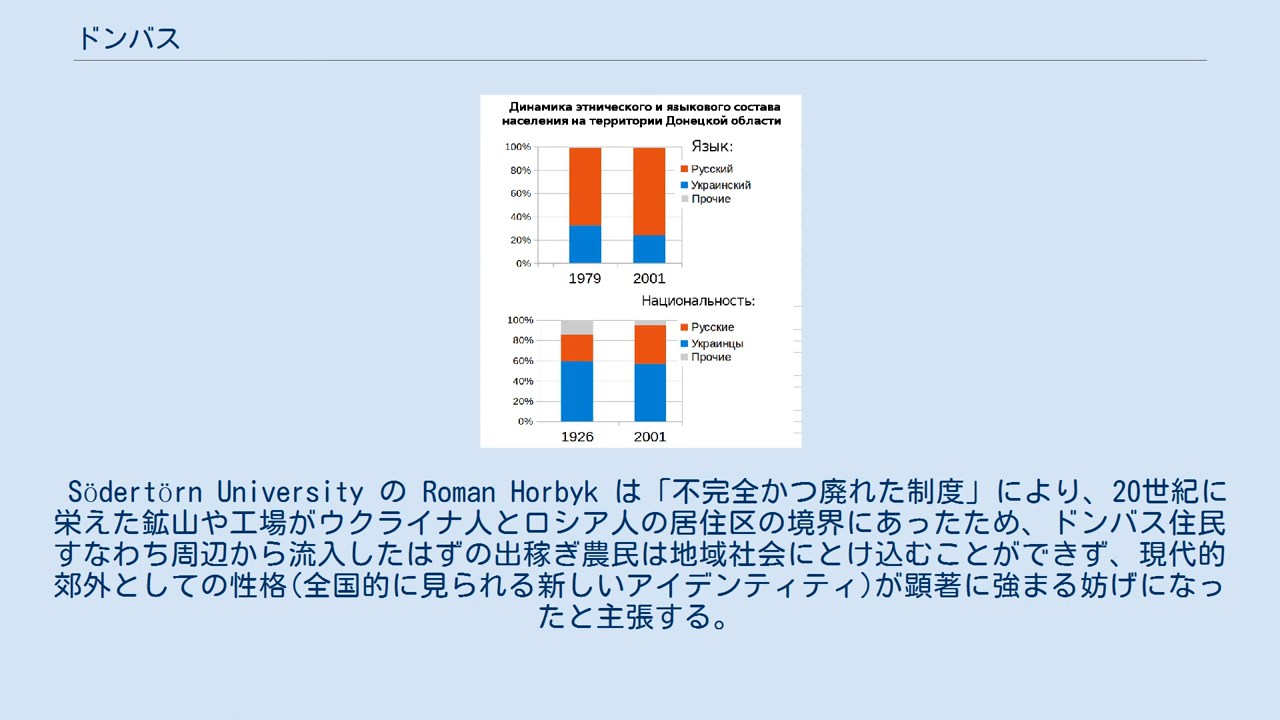 ドンバス
Динамика этнического и языкового состава
населения на территории Донецкой области
Язык:
100%
80%
60%
40%
20%
0%
Русский
Украинский
Прочие
1979 2001
Национальность:
100%
80%
60%
40%
20%
0%
Русские
Украинцы
Прочие
1926 2001
Södertörn University の Roman Horbyk は「不完全かつ廃れた制度」により、20世紀に
栄えた鉱山や工場がウクライナ人とロシア人の居住区の境界にあったため、ドンバス住民
すなわち周辺から流入したはずの出稼ぎ農民は地域社会にとけ込むことができず、現代的
郊外としての性格(全国的に見られる新しいアイデンティティ)が顕著に強まる妨げになっ
たと主張する。